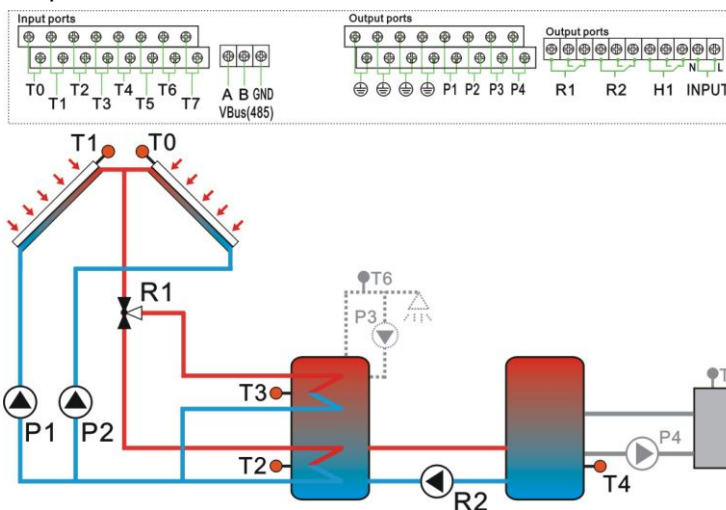 Input ports
T0 T2 T4 T6
T1 T3 T5 T7
A B GND
VBus(485)
Output ports
P1 P2 P3 P4
Output ports
N L
R1 R2 H1 INPUT
T1 T0
R1
T6
P3
P1 P2
T3
T2
R2
T4
P4
T